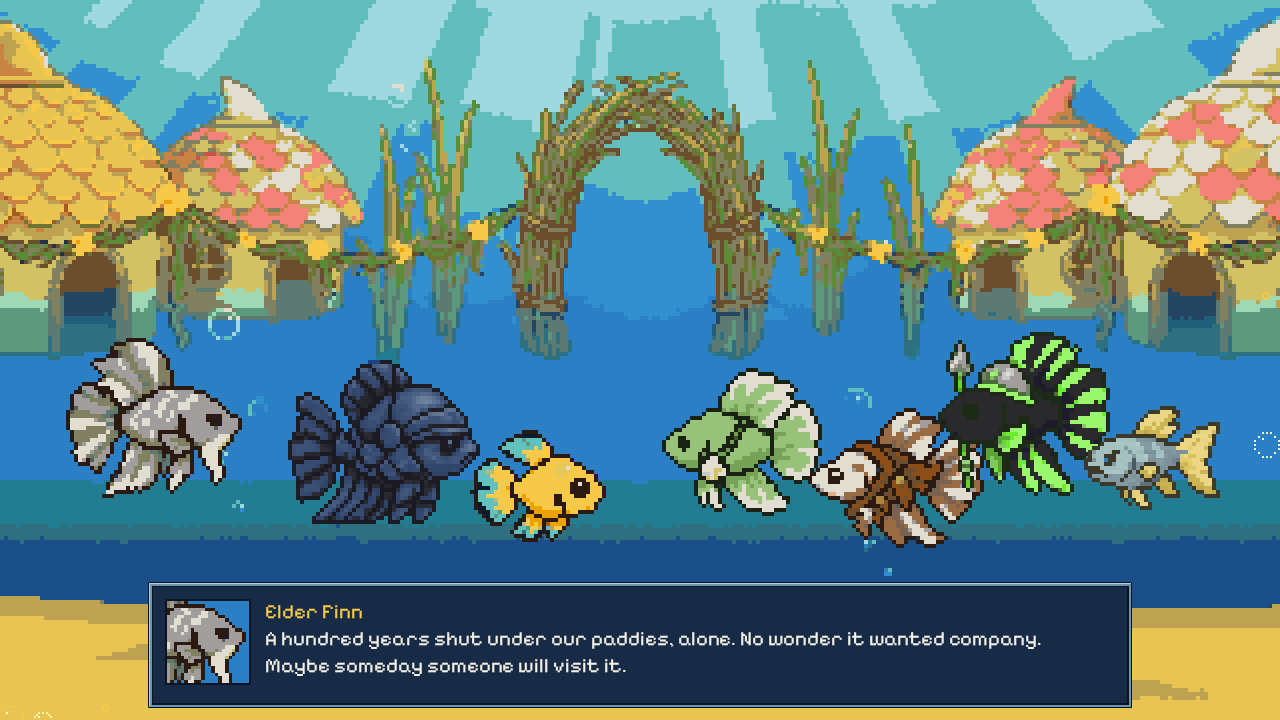 Elder Finn
A hundred years shut under our paddies, alone. No wonder it wanted company.
Maybe someday someone will visit it.